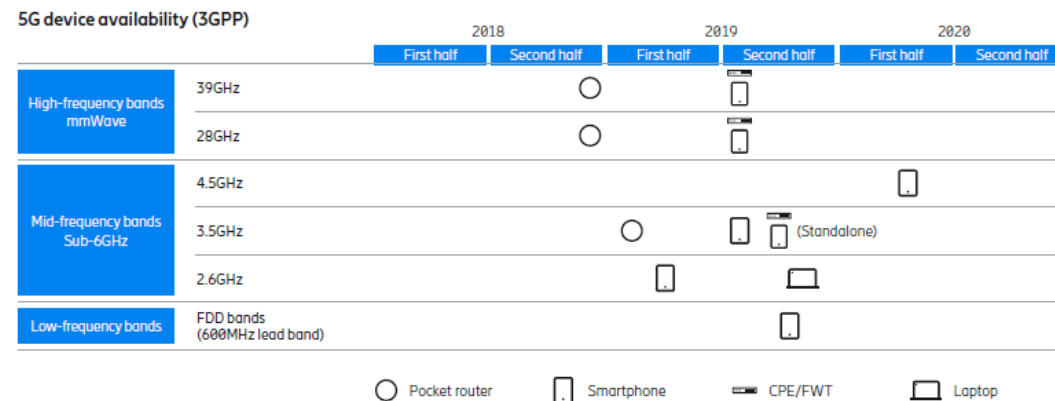 5G device availability (3GPP)
2018 2019 2020
First half Second half First half Second half First half Second half
High-frequency bands
mmWave
39GHz
28GHz
Mid-frequency bands
Sub-6GHz
4.5GHz
3.5GHz (Standalone)
2.6GHz
Low-frequency bands
FDD bands
(600MHz lead band)
Pocket router Smartphone CPE/FWT Laptop